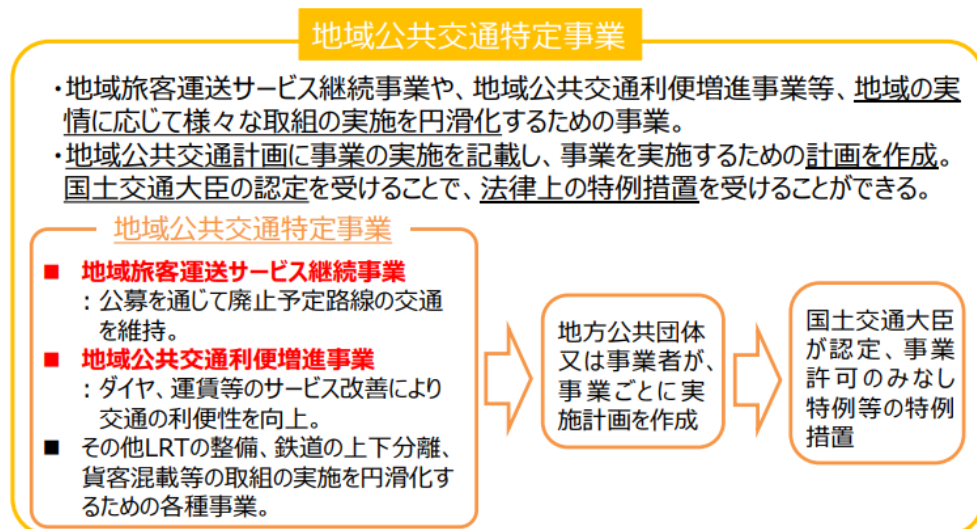 地域公共交通特定事業
・地域旅客運送サービス継続事業や、地域公共交通利便増進事業等、地域の実
情に応じて様々な取組の実施を円滑化するための事業。
・地域公共交通計画に事業の実施を記載し、事業を実施するための計画を作成。
国土交通大臣の認定を受けることで、法律上の特例措置を受けることができる。
地域公共交通特定事業
■ 地域旅客運送サービス継続事業
：公募を通じて廃止予定路線の交通
を維持。
■ 地域公共交通利便増進事業
：ダイヤ、運賃等のサービス改善により
交通の利便性を向上。
■ その他LRTの整備、鉄道の上下分離、
貨客混載等の取組の実施を円滑化す
るための各種事業。
地方公共団体
又は事業者が、
事業ごとに実
施計画を作成
国土交通大臣
が認定、事業
許可のみなし
特例等の特例
措置